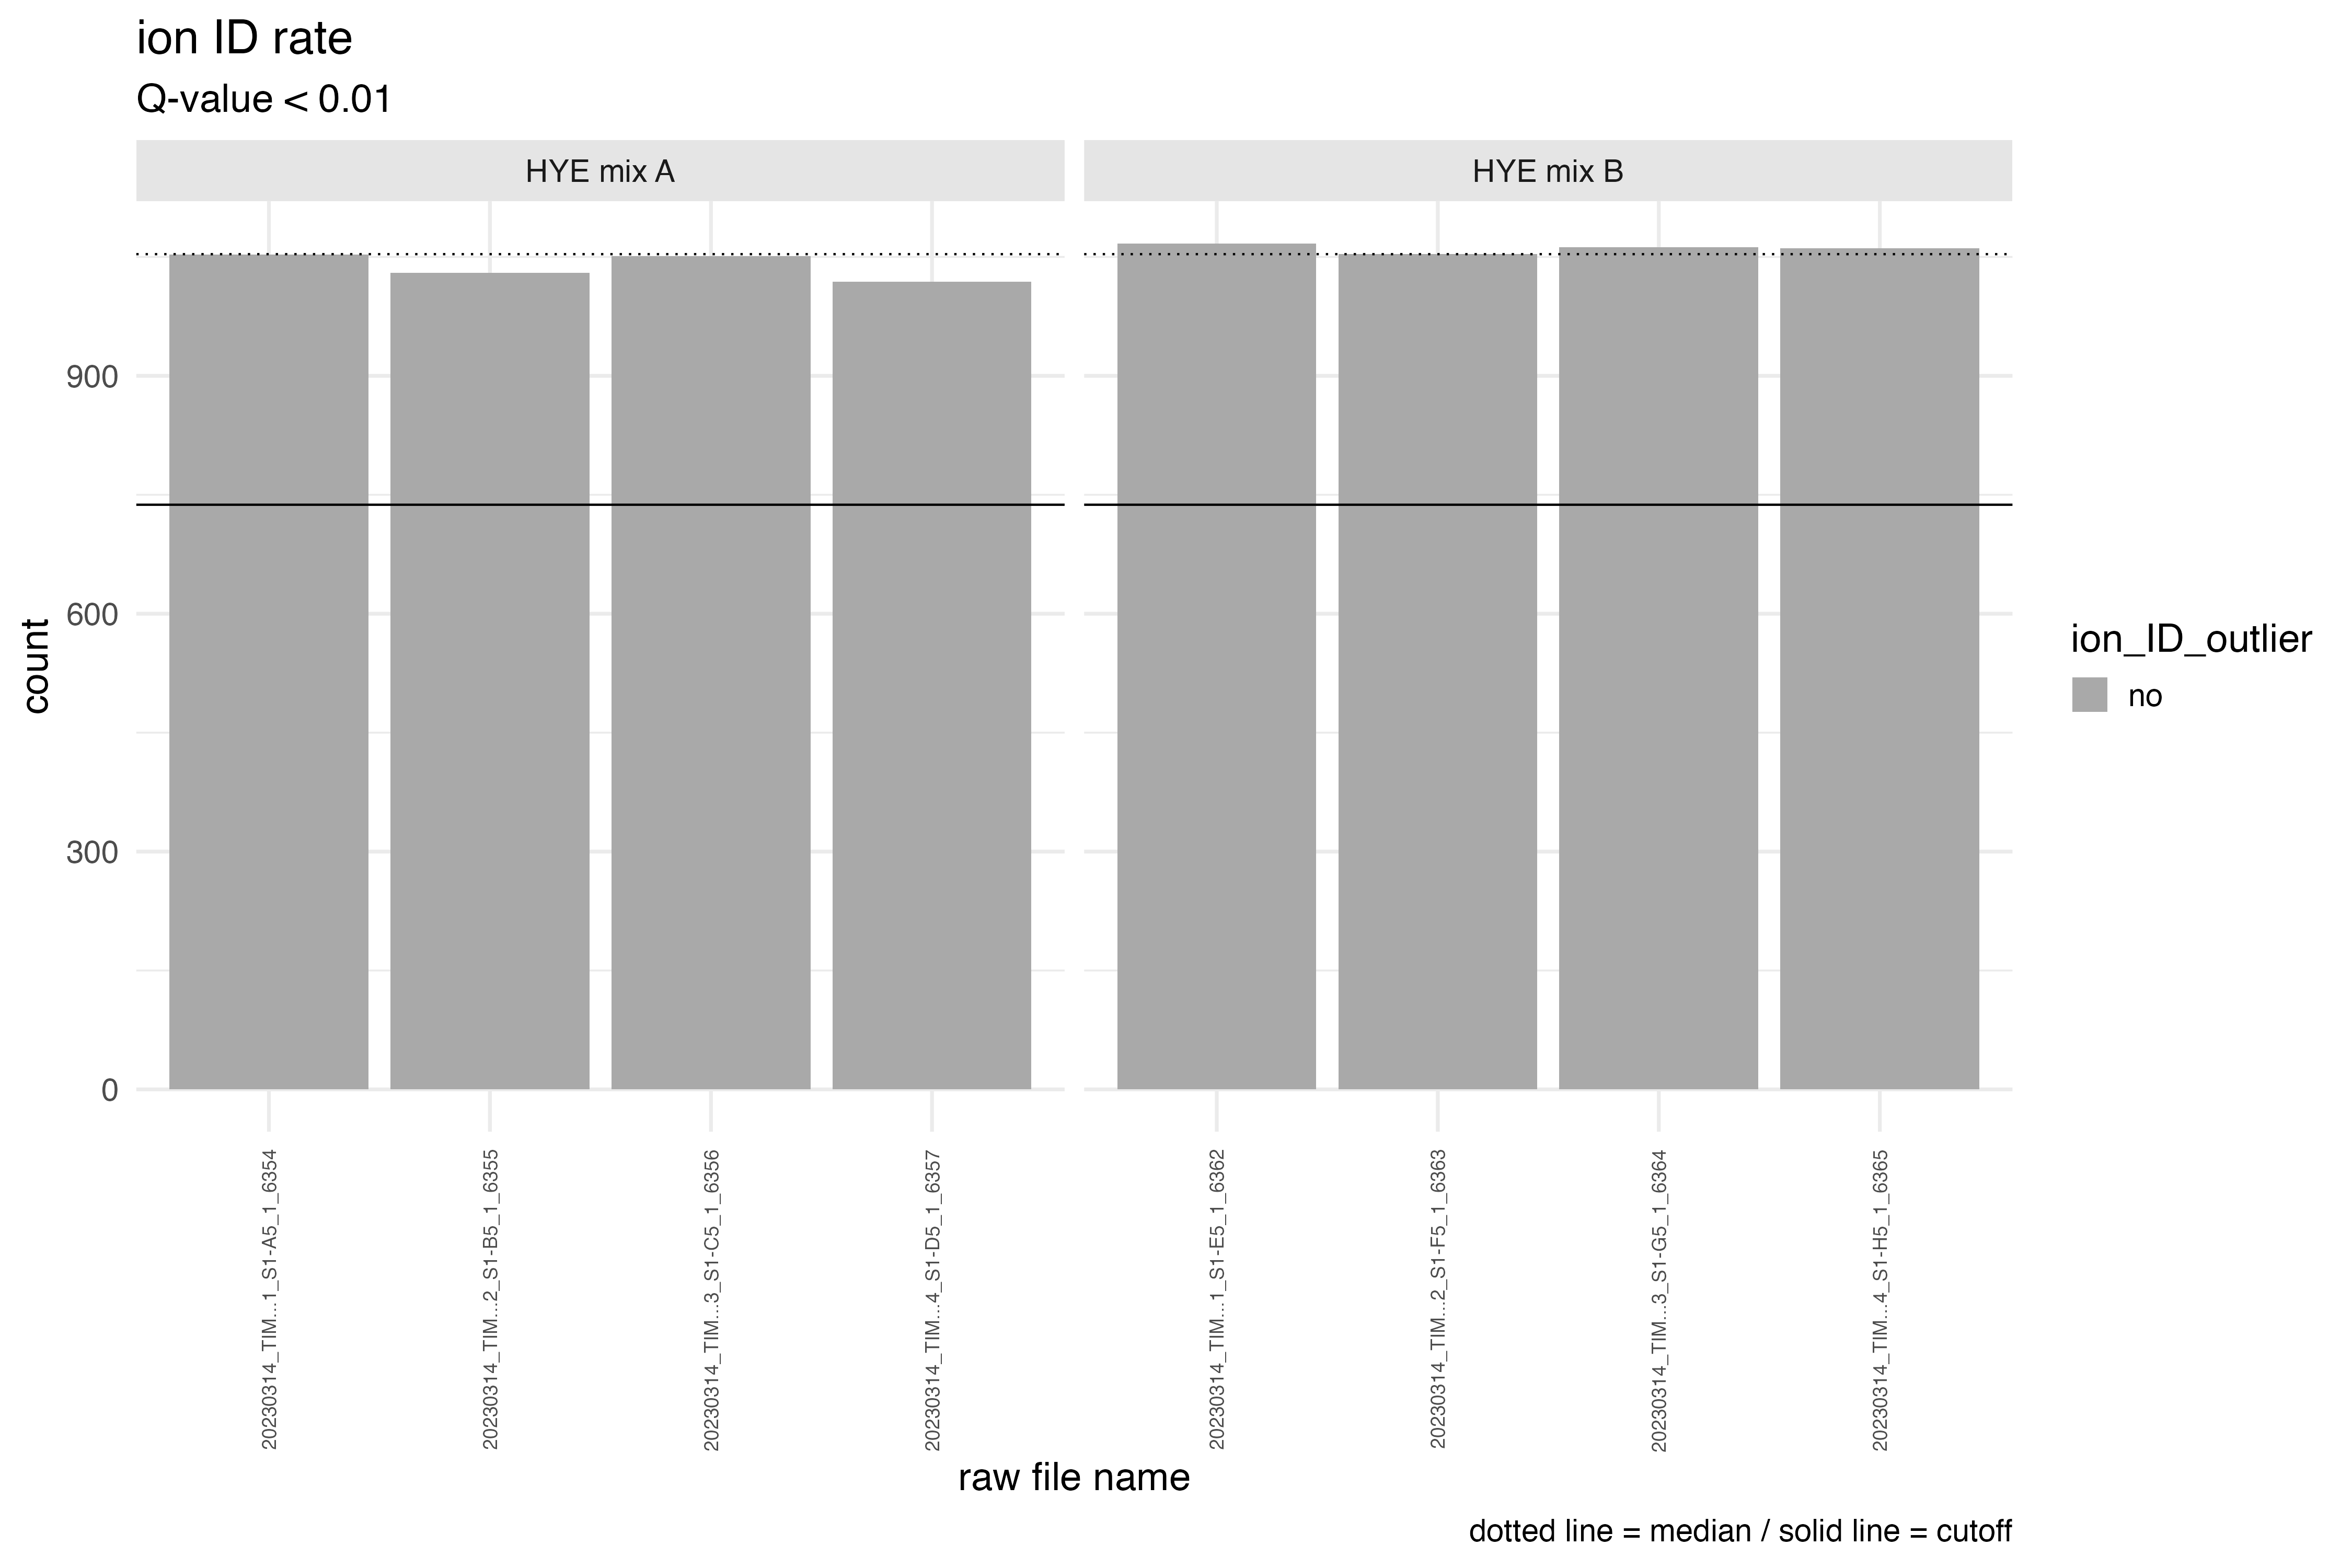 ion ID rate
Q-value < 0.01
HYE mix A
HYE mix B
count
900
600
300
0
20230314_TIM...1_S1-A5_1_6354
20230314_TIM...2_S1-B5_1_6355
20230314_TIM...3_S1-C5_1_6356
20230314_TIM...4_S1-D5_1_6357
20230314_TIM...1_S1-E5_1_6362
20230314_TIM...2_S1-F5_1_6363
20230314_TIM...3_S1-G5_1_6364
20230314_TIM...4_S1-H5_1_6365
raw file name
ion_ID_outlier
no
dotted line = median / solid line = cutoff